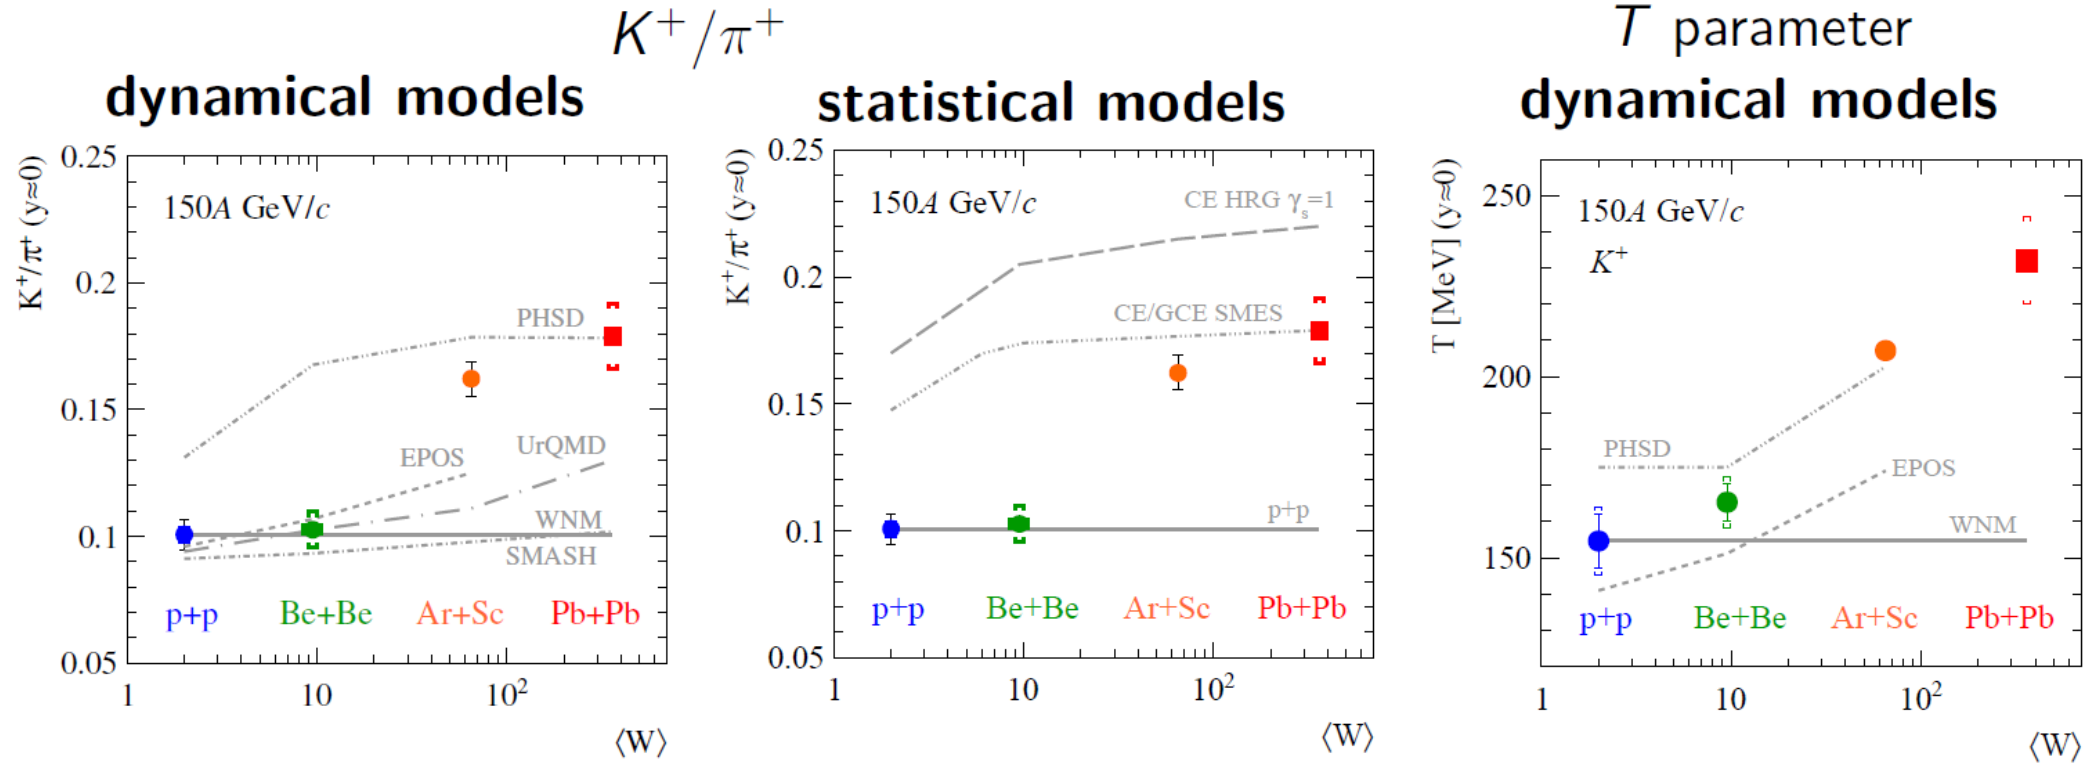 K⁺/π⁺
T parameter
dynamical models
statistical models
dynamical models
K⁺/π⁺ (y≈0)
0.25
0.2
0.15
0.1
0.05
150A GeV/c
PHSD
EPOS
UrQMD
WNM
SMASH
p+p
Be+Be
Ar+Sc
Pb+Pb
1
10
10²
⟨W⟩
K⁺/π⁺ (y≈0)
0.25
0.2
0.15
0.1
0.05
150A GeV/c
CE HRG γₛ=1
CE/GCE SMES
p+p
p+p
Be+Be
Ar+Sc
Pb+Pb
1
10
10²
⟨W⟩
T [MeV] (y≈0)
250
200
150
150A GeV/c
K⁺
PHSD
EPOS
WNM
p+p
Be+Be
Ar+Sc
Pb+Pb
1
10
10²
⟨W⟩